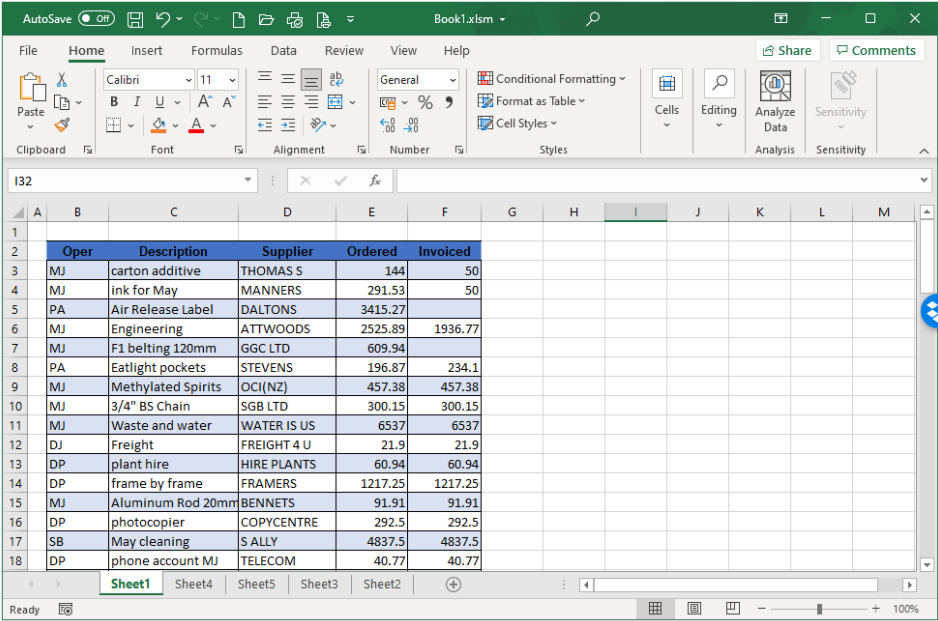 AutoSave Off Book1.xlsm
File Home Insert Formulas Data Review View Help Share Comments
Calibri 11 General Conditional Formatting
Paste B I U A A % 9 Format as Table Cells Editing Analyze Data Sensitivity
A Cell Styles
Clipboard Font Alignment Number Styles Analysis Sensitivity
I32 fx
A B C D E F G H I J K L M
1
2 Oper Description Supplier Ordered Invoiced
3 MJ carton additive THOMAS S 144 50
4 MJ ink for May MANNERS 291.53 50
5 PA Air Release Label DALTONS 3415.27
6 MJ Engineering ATTWOODS 2525.89 1936.77
7 MJ F1 belting 120mm GGC LTD 609.94
8 PA Eatlight pockets STEVENS 196.87 234.1
9 MJ Methylated Spirits OCI(NZ) 457.38 457.38
10 MJ 3/4" BS Chain SGB LTD 300.15 300.15
11 MJ Waste and water WATER IS US 6537 6537
12 DJ Freight FREIGHT 4 U 21.9 21.9
13 DP plant hire HIRE PLANTS 60.94 60.94
14 DP frame by frame FRAMERS 1217.25 1217.25
15 MJ Aluminum Rod 20mm BENNETS 91.91 91.91
16 DP photocopier COPYCENTRE 292.5 292.5
17 SB May cleaning S ALLY 4837.5 4837.5
18 DP phone account MJ TELECOM 40.77 40.77
Sheet1 Sheet4 Sheet5 Sheet3 Sheet2
Ready 100%